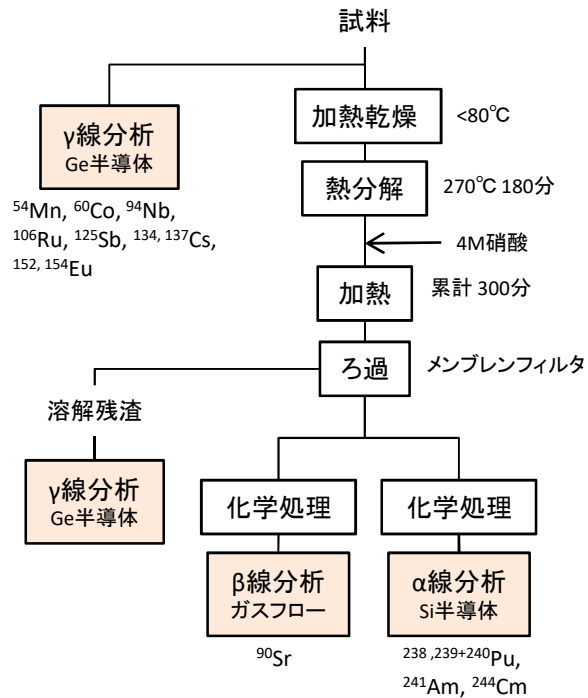 試料
γ線分析
Ge半導体
⁵⁴Mn, ⁶⁰Co, ⁹⁴Nb,
¹⁰⁶Ru, ¹²⁵Sb, ¹³⁴, ¹³⁷Cs,
¹⁵², ¹⁵⁴Eu
加熱乾燥
<80℃
熱分解
270℃ 180分
4M硝酸
加熱
累計 300分
ろ過
メンブレンフィルタ
溶解残渣
γ線分析
Ge半導体
化学処理
化学処理
β線分析
ガスフロー
⁹⁰Sr
α線分析
Si半導体
²³⁸ ,²³⁹⁺²⁴⁰Pu,
²⁴¹Am, ²⁴⁴Cm